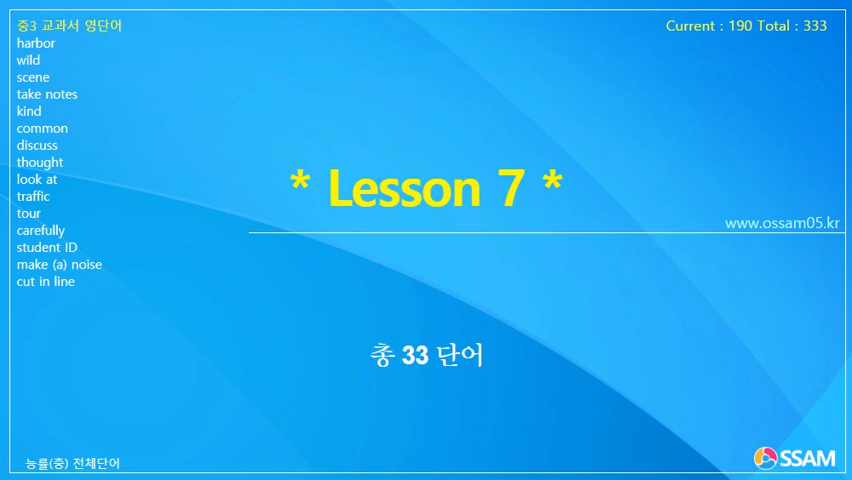 중3 교과서 영단어
Current : 190 Total : 333
harbor
wild
scene
take notes
kind
common
discuss
thought
look at
traffic
tour
carefully
student ID
make (a) noise
cut in line
* Lesson 7 *
www.ossam05.kr
총 33 단어
능률(중) 전체단어
OSSAM